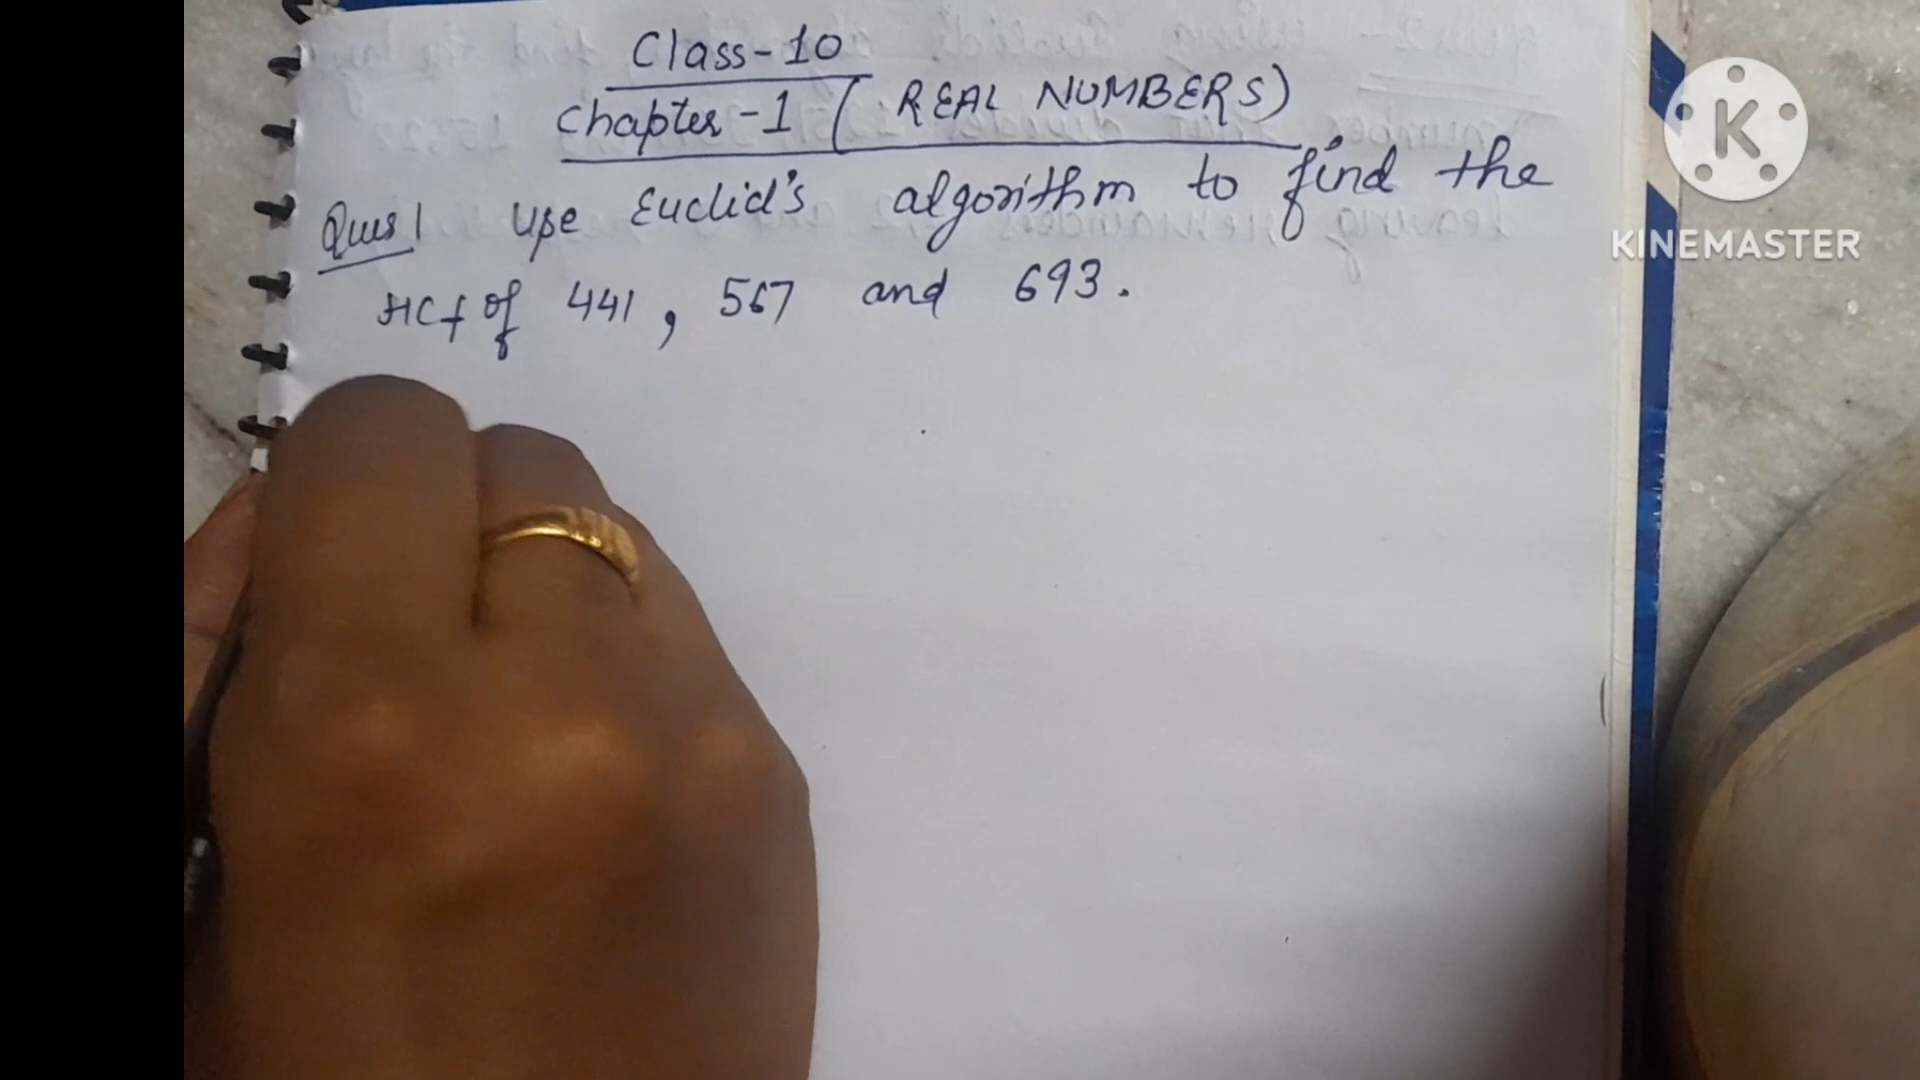 Class-10
Chapter-1 ( REAL NUMBERS)
Ques 1 use Euclid's algorithm to find the
HCf of 441, 567 and 693.
K
KINEMASTER